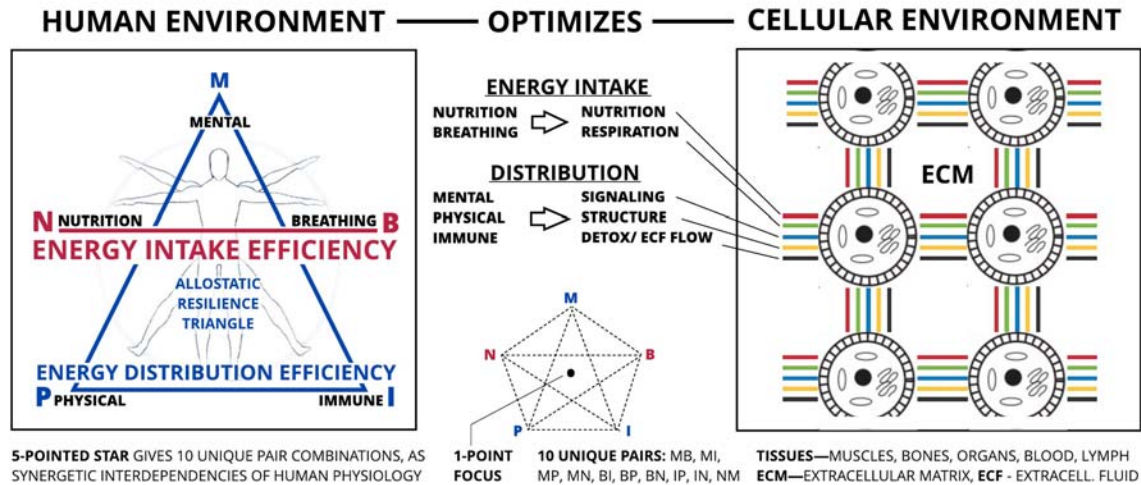 HUMAN ENVIRONMENT — OPTIMIZES — CELLULAR ENVIRONMENT
M
MENTAL
N NUTRITION BREATHING B
ENERGY INTAKE EFFICIENCY
ALLOSTATIC
RESILIENCE
TRIANGLE
ENERGY DISTRIBUTION EFFICIENCY
P PHYSICAL IMMUNE I
ENERGY INTAKE
NUTRITION NUTRITION
BREATHING RESPIRATION
DISTRIBUTION
MENTAL SIGNALING
PHYSICAL STRUCTURE
IMMUNE DETOX/ ECF FLOW
M
N B
P I
ECM
5-POINTED STAR GIVES 10 UNIQUE PAIR COMBINATIONS, AS
SYNERGETIC INTERDEPENDENCIES OF HUMAN PHYSIOLOGY
1-POINT
FOCUS
10 UNIQUE PAIRS: MB, MI,
MP, MN, BI, BP, BN, IP, IN, NM
TISSUES—MUSCLES, BONES, ORGANS, BLOOD, LYMPH
ECM—EXTRACELLULAR MATRIX, ECF - EXTRACELL. FLUID